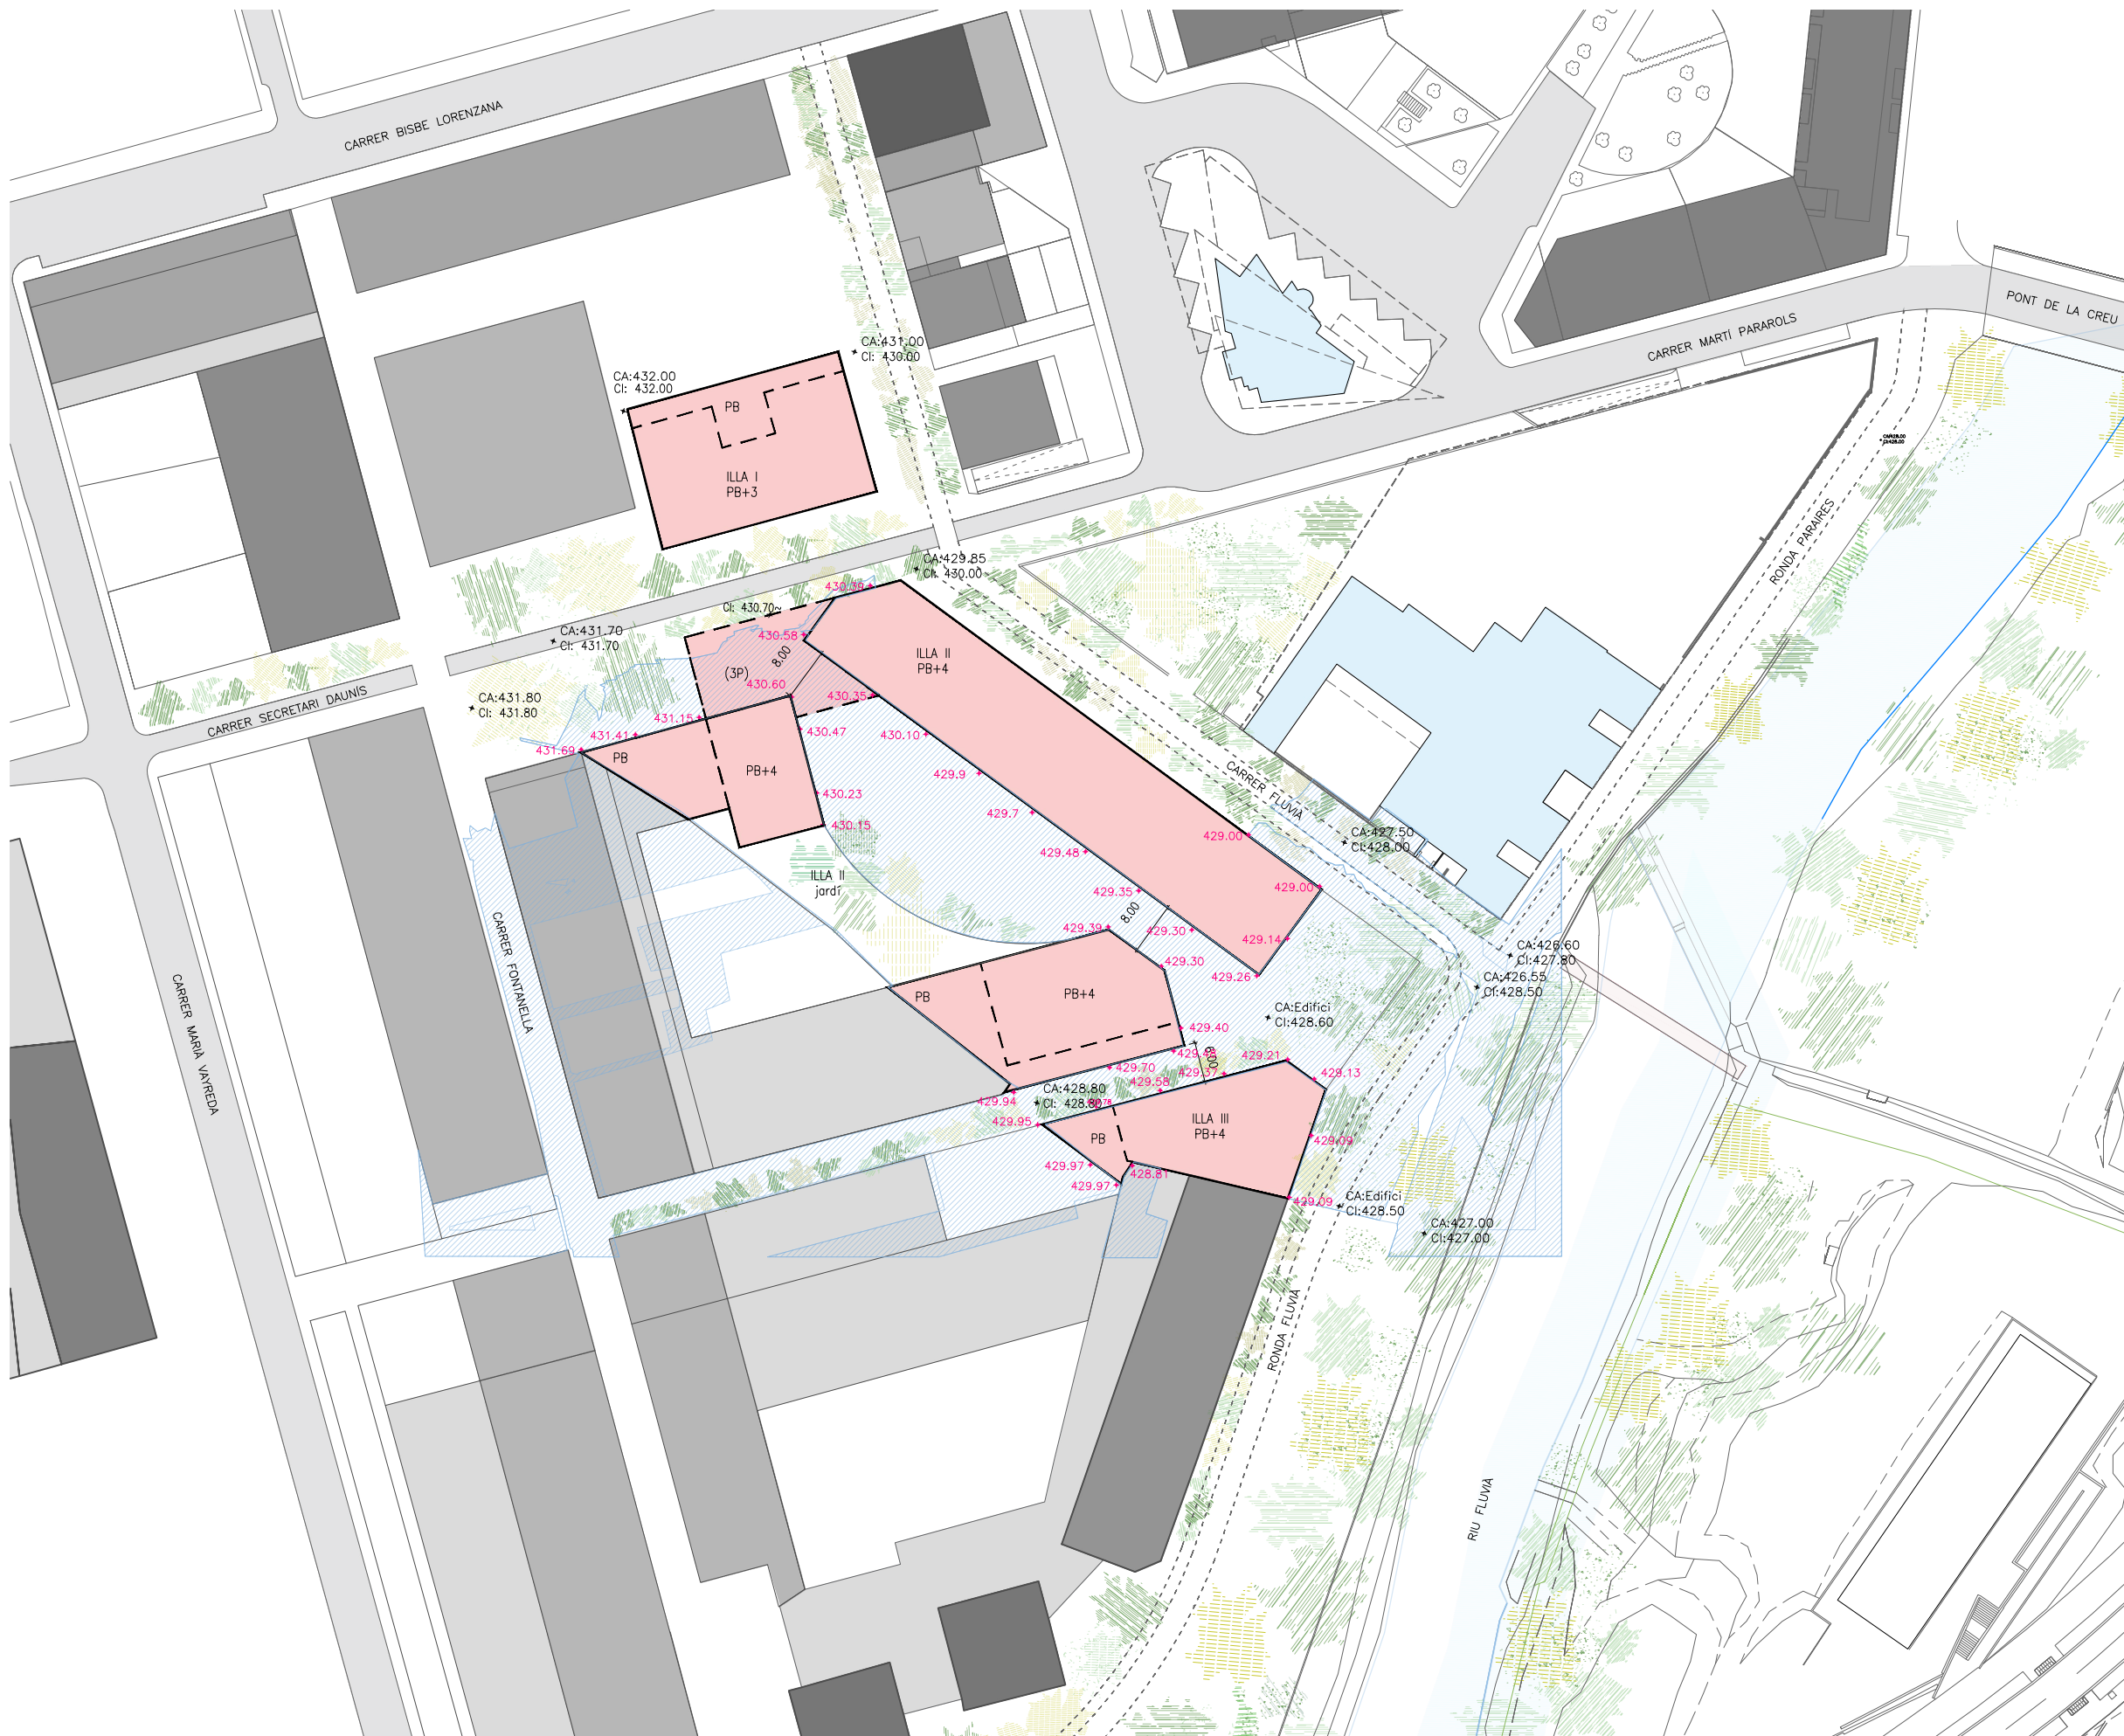 CARRER BISBE LORENZANA
PONT DE LA CREU
CARRER MARTÍ PARAROLS
CA:431.00
CI: 430.00
CA:432.00
CI: 432.00
PB
ILLA I
PB+3
RONDA PARAIRES
CA:429.85
CI: 430.00
430.39
CI: 430.70~
CA:431.70
CI: 431.70
430.58
8.00
ILLA II
PB+4
(3P)
430.60
430.35
CA:431.80
CI: 431.80
CARRER SECRETARI DAUNÍS
431.15
431.41
431.69
430.47
430.10
PB
PB+4
429.9
430.23
429.7
430.15
CARRER FLUVIÀ
429.00
CA:427.50
CI:428.00
429.48
ILLA II
jardí
429.35
429.00
8.00
429.39
429.30
429.14
429.30
429.26
CARRER FONTANELLA
CARRER MARIÀ VAYREDA
CA:426.60
CI:427.80
CA:426.55
CI:428.50
PB
PB+4
CA:Edifici
CI:428.60
429.40
429.48
6.00
429.21
429.70
429.37
429.13
429.58
CA:428.80
CI: 428.80
429.94
429.95
ILLA III
PB+4
PB
429.09
429.97
428.81
429.97
429.09
CA:Edifici
CI:428.50
CA:427.00
CI:427.00
RONDA FLUVIÀ
RIU FLUVIÀ